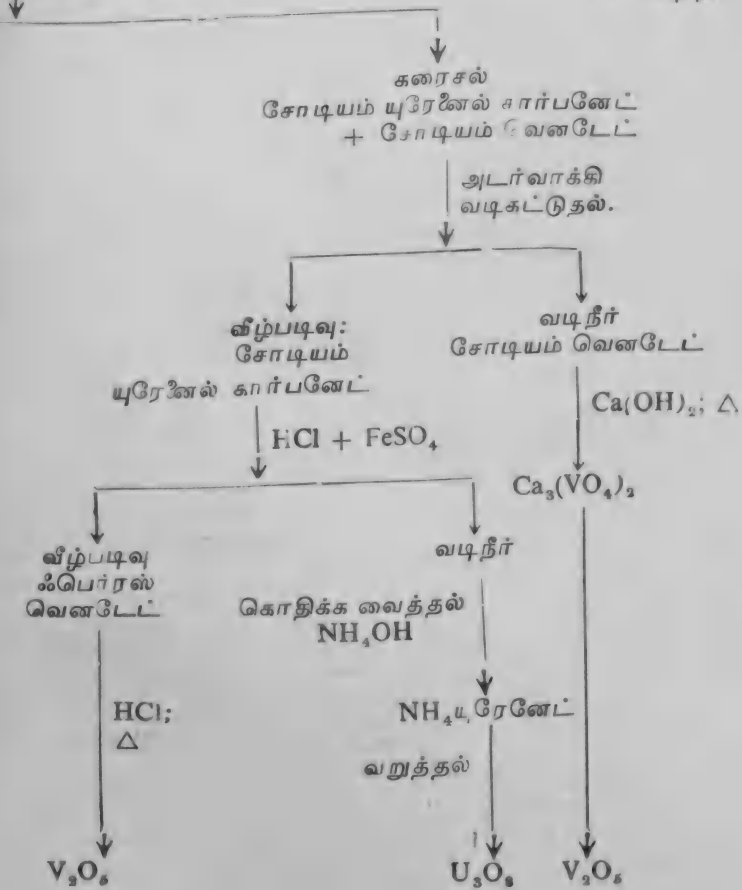 கரைசல்
சோடியம் யுரேனைல் கார்பனேட்
+ சோடியம் வெனடேட்
அடர்வாக்கி
வடிகட்டுதல்.
வீழ்படிவு:
சோடியம்
யுரேனைல் கார்பனேட்
வடிநீர்
சோடியம் வெனடேட்
HCl + FeSO₄
Ca(OH)₂; △
Ca₃(VO₄)₂
வீழ்படிவு
ஃபெர்ரஸ்
வெனடேட்
வடிநீர்
கொதிக்க வைத்தல்
NH₄OH
HCl;
△
NH₄யுரேனேட்
வறுத்தல்
V₂O₅
U₃O₈
V₂O₅